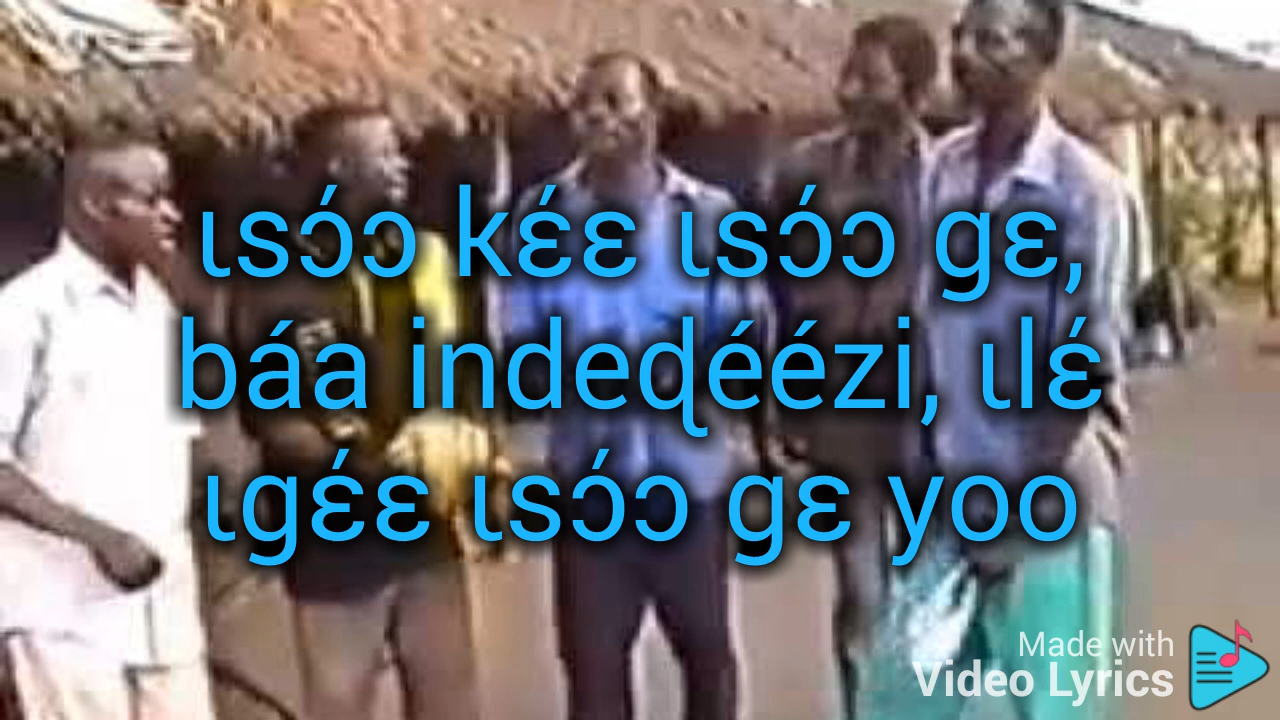 ɩsɔ́ɔ kɛ́ɛ ɩsɔ́ɔ gɛ,
báa indeɖéézi, ɩlɛ́
ɩgɛ́ɛ ɩsɔ́ɔ gɛ yoo
Made with
Video Lyrics